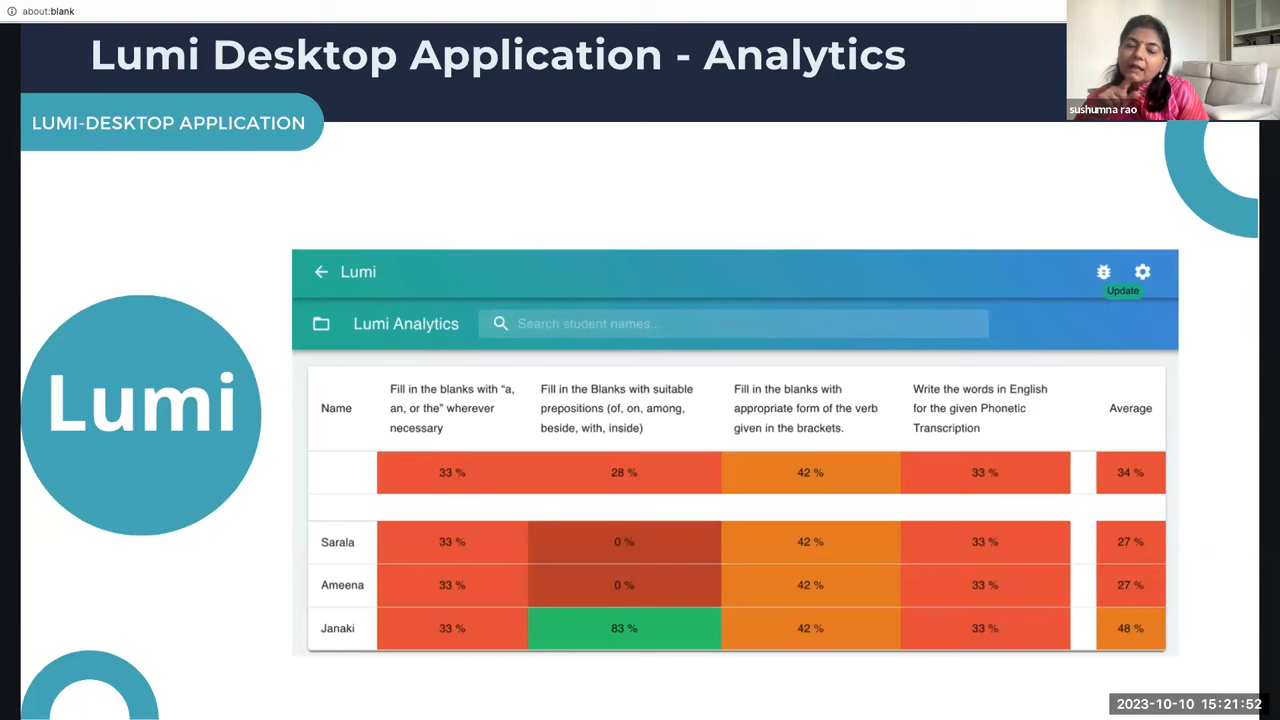 about:blank
Lumi Desktop Application - Analytics
sushumna rao
LUMI-DESKTOP APPLICATION
Lumi
Lumi
Update
Lumi Analytics
Search student names...
Name
Fill in the blanks with “a,
an, or the” wherever
necessary
Fill in the Blanks with suitable
prepositions (of, on, among,
beside, with, inside)
Fill in the blanks with
appropriate form of the verb
given in the brackets.
Write the words in English
for the given Phonetic
Transcription
Average
33 % 28 % 42 % 33 % 34 %
Sarala 33 % 0 % 42 % 33 % 27 %
Ameena 33 % 0 % 42 % 33 % 27 %
Janaki 33 % 83 % 42 % 33 % 48 %
2023-10-10 15:21:52